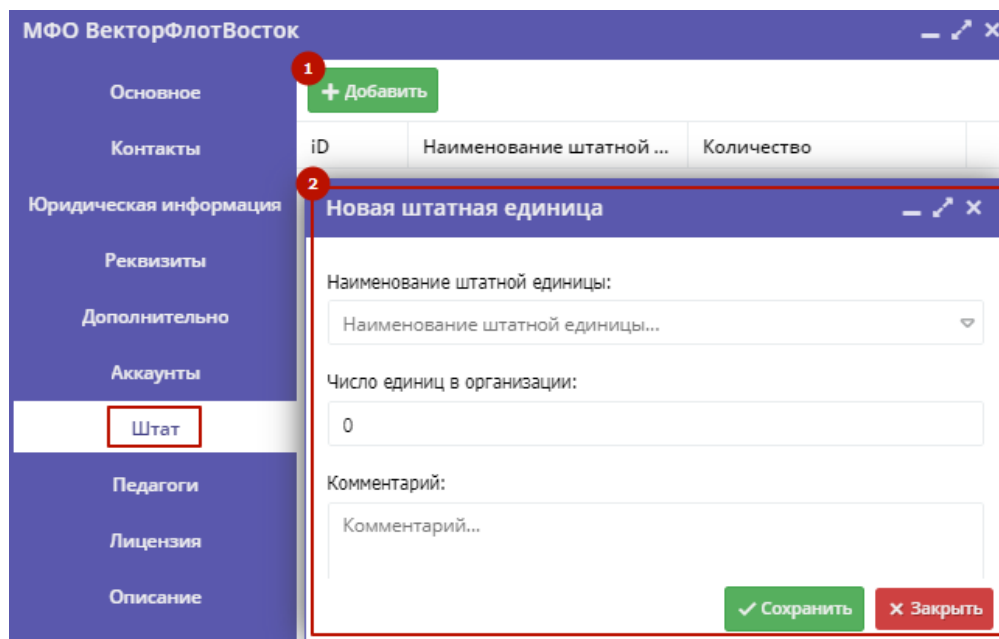 МФО ВекторФлотВосток
Основное
Контакты
Юридическая информация
Реквизиты
Дополнительно
Аккаунты
Штат
Педагоги
Лицензия
Описание
1
Добавить
iD Наименование штатной ... Количество
2
Новая штатная единица
Наименование штатной единицы:
Наименование штатной единицы...
Число единиц в организации:
0
Комментарий:
Комментарий...
Сохранить Закрыть